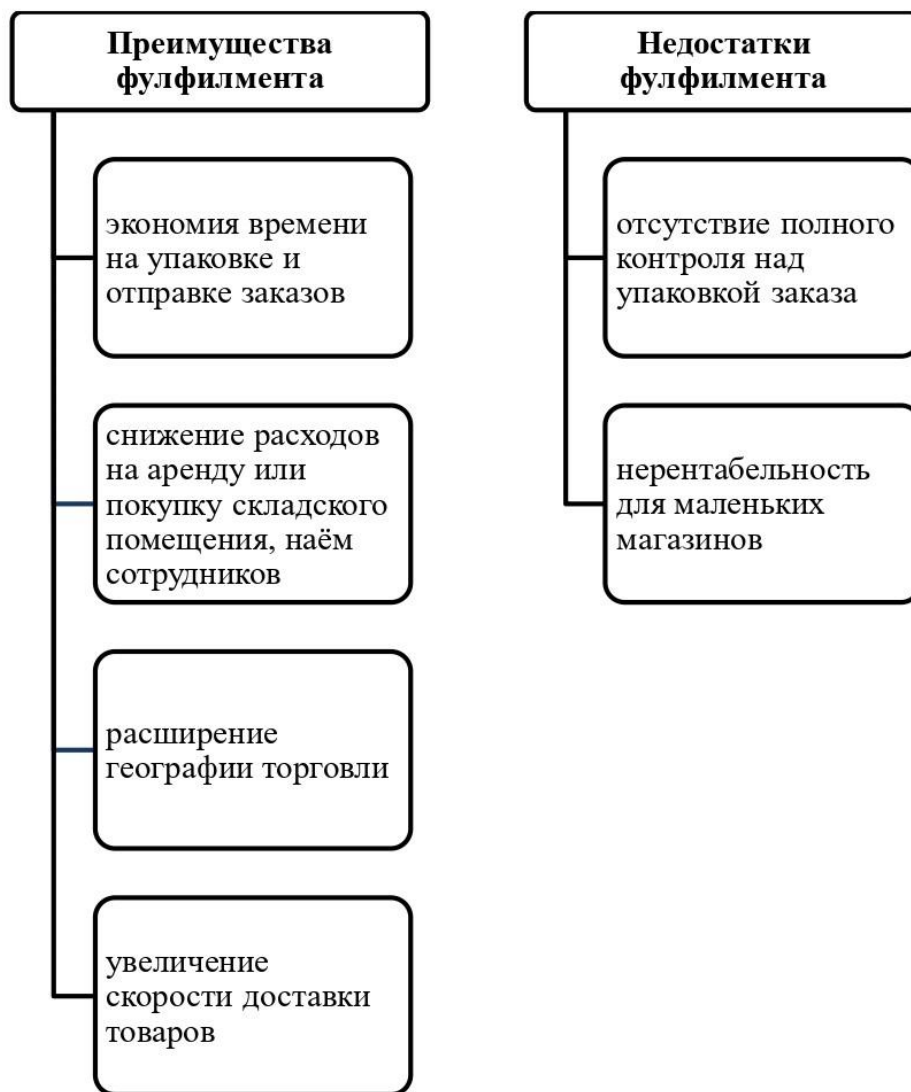 Преимущества
фулфилмента
экономия времени
на упаковке и
отправке заказов
снижение расходов
на аренду или
покупку складского
помещения, наём
сотрудников
расширение
географии торговли
увеличение
скорости доставки
товаров
Недостатки
фулфилмента
отсутствие полного
контроля над
упаковкой заказа
нерентабельность
для маленьких
магазинов